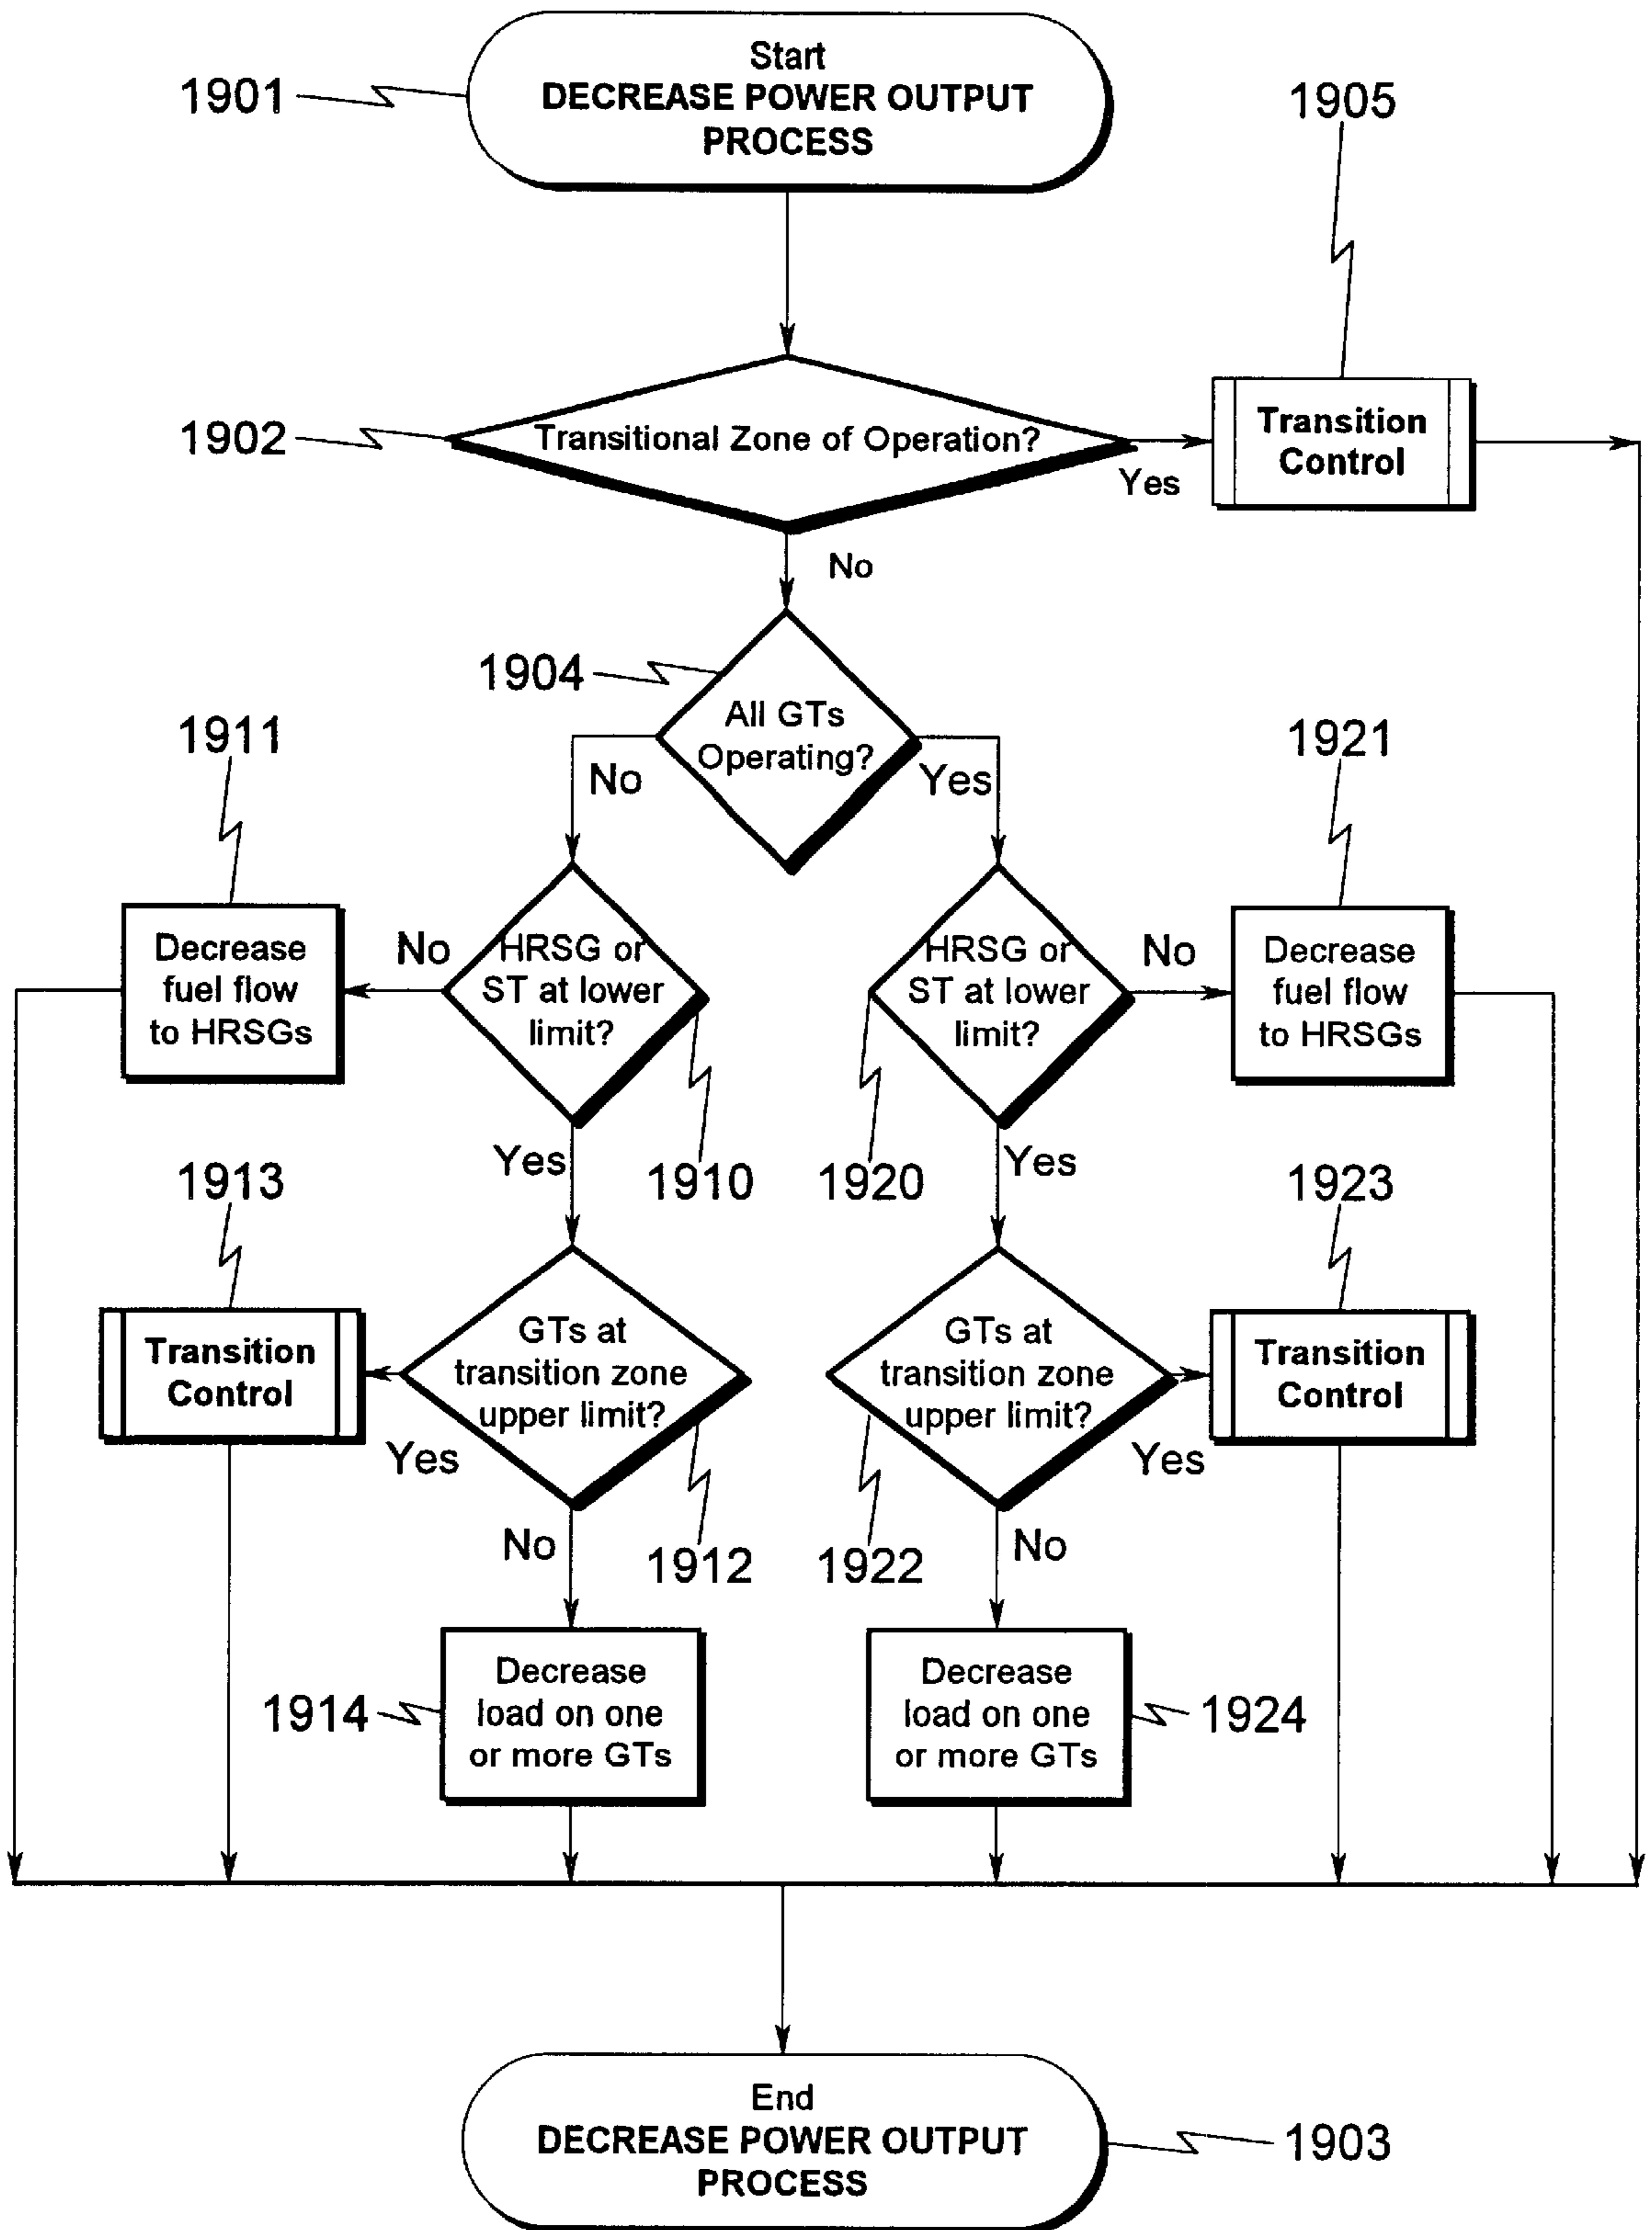 Start
DECREASE POWER OUTPUT
PROCESS
1901
1905
1902
Transitional Zone of Operation?
Yes
Transition
Control
No
1904
All GTs
Operating?
No
Yes
1911
1921
Decrease
fuel flow
to HRSGs
No
HRSG or
ST at lower
limit?
HRSG or
ST at lower
limit?
No
Decrease
fuel flow
to HRSGs
Yes
1910
1920
Yes
1913
1923
Transition
Control
GTs at
transition zone
upper limit?
GTs at
transition zone
upper limit?
Transition
Control
Yes
Yes
No
1912
1922
No
1914
Decrease
load on one
or more GTs
Decrease
load on one
or more GTs
1924
End
DECREASE POWER OUTPUT
PROCESS
1903